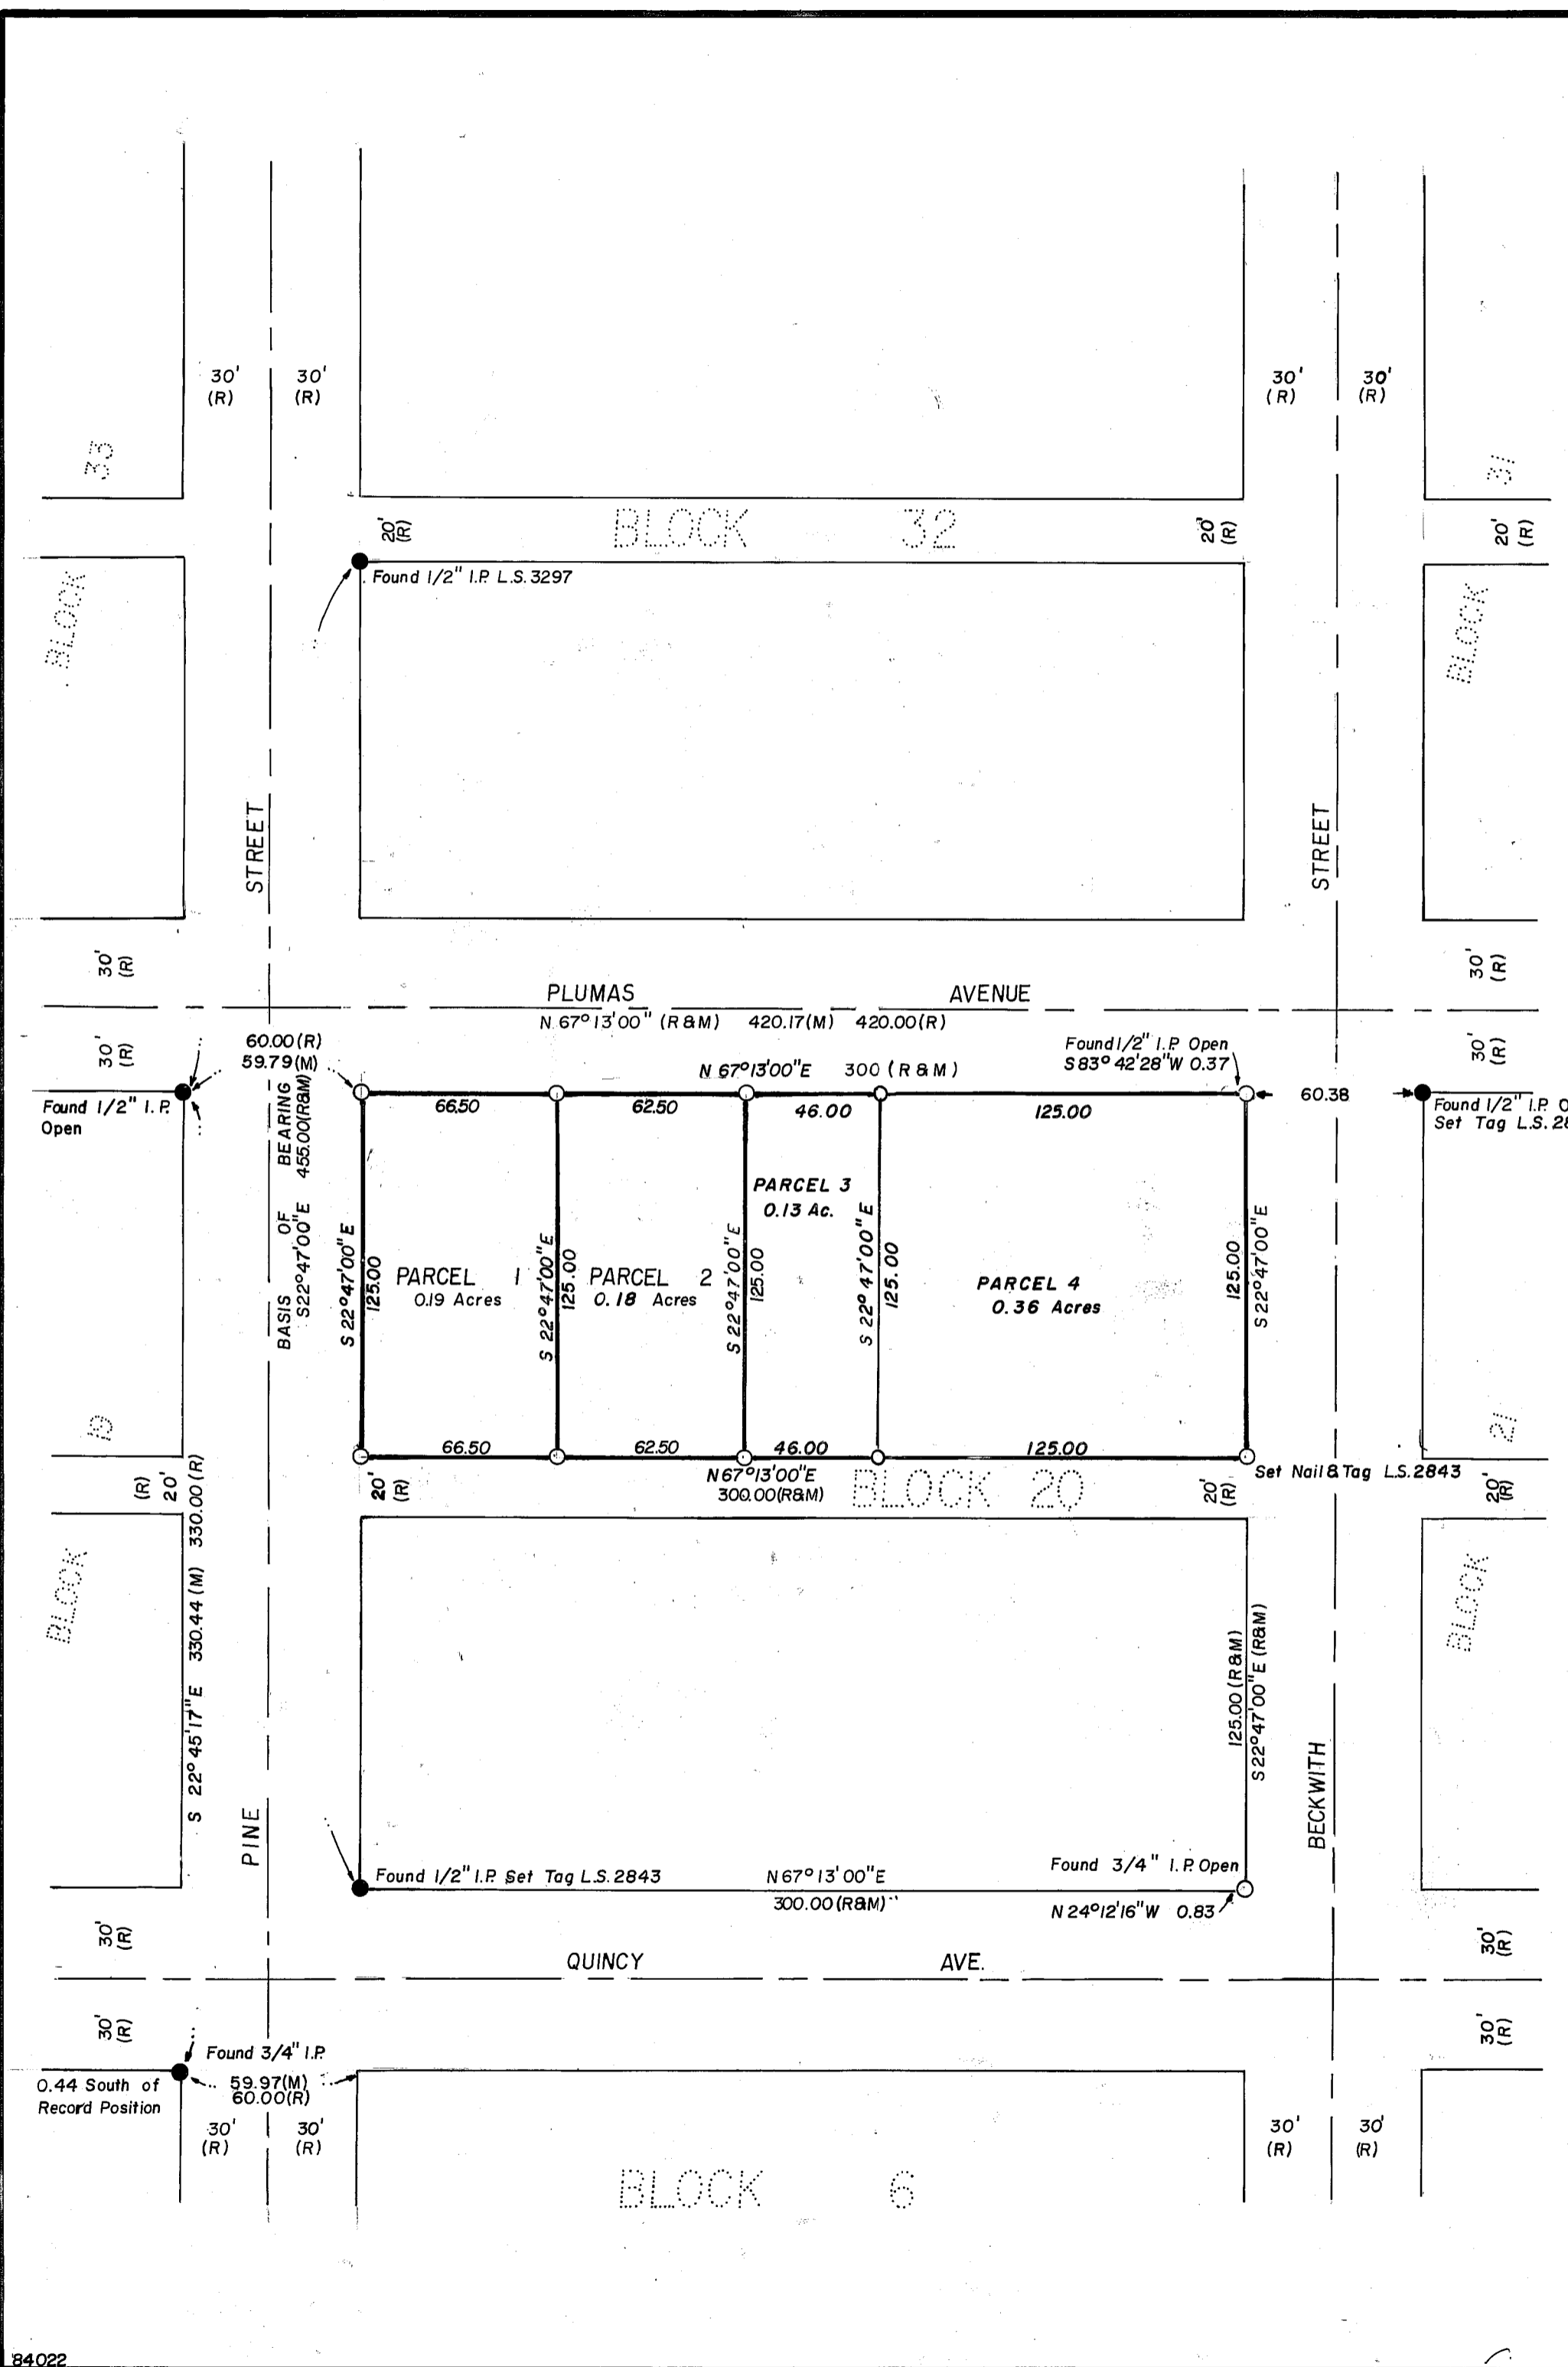 30'
(R)
30'
(R)
30'
(R)
30'
(R)
33
31
20'
(R)
BLOCK 32
20'
(R)
20'
(R)
Found 1/2" I.P. L.S. 3297
BLOCK
BLOCK
STREET
STREET
30'
(R)
30'
(R)
PLUMAS AVENUE
N 67°13'00" (R&M) 420.17(M) 420.00(R)
30'
(R)
60.00(R)
59.79(M)
Found 1/2" I.P. Open
S 83° 42'28"W 0.37
30'
(R)
N 67°13'00"E 300 (R&M)
60.38
Found 1/2" I.P.
Open
66.50
62.50
46.00
125.00
Found 1/2" I.P. O
Set Tag L.S. 28
BASIS OF BEARING
S22°47'00"E 455.00(R&M)
S 22°47'00"E
125.00
PARCEL 1
0.19 Acres
S 22°47'00"E
125.00
PARCEL 2
0.18 Acres
S 22°47'00"E
125.00
PARCEL 3
0.13 Ac.
S 22°47'00"E
125.00
PARCEL 4
0.36 Acres
125.00
S22°47'00"E
19
21
66.50
62.50
46.00
125.00
(R)
20'
20'
(R)
N67°13'00"E
300.00(R&M)
BLOCK 20
20'
(R)
Set Nail & Tag L.S. 2843
20'
(R)
BLOCK
S 22°45'17"E 330.44 (M) 330.00 (R)
BLOCK
125.00 (R&M)
S22°47'00"E (R&M)
PINE
BECKWITH
Found 1/2" I.P. Set Tag L.S. 2843
N67°13'00"E
300.00(R&M)
Found 3/4" I.P. Open
N 24°12'16"W 0.83
30'
(R)
30'
(R)
QUINCY AVE.
30'
(R)
30'
(R)
Found 3/4" I.P.
0.44 South of
Record Position
59.97(M)
60.00(R)
30'
(R)
30'
(R)
30'
(R)
30'
(R)
BLOCK 6
84022